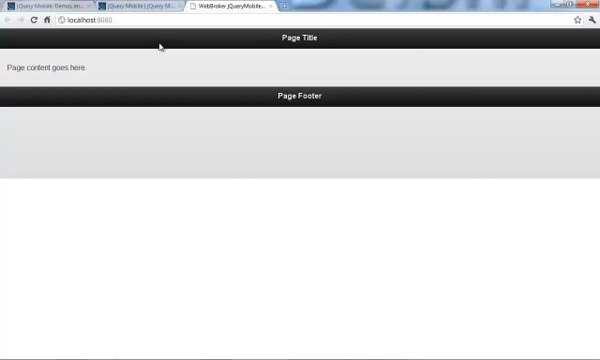 jQuery Mobile: Demos an...
jQuery Mobile | jQuery M...
WebBroker jQueryMobile...
localhost:8080
Page Title
Page content goes here.
Page Footer